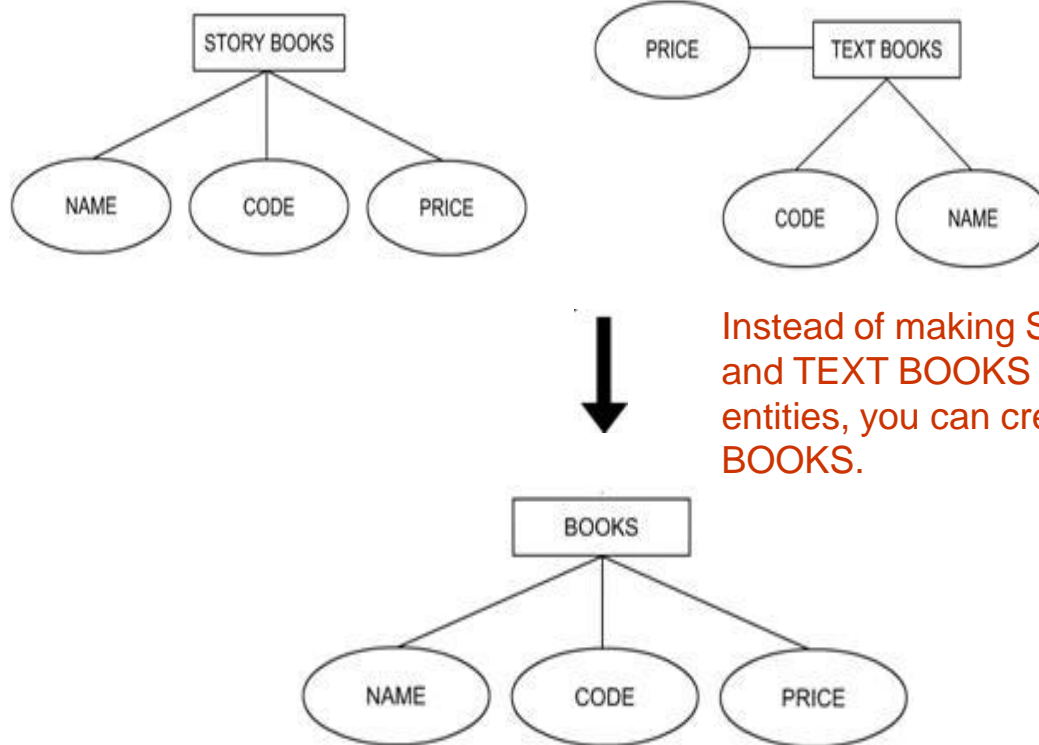 STORY BOOKS
NAME
CODE
PRICE
PRICE
TEXT BOOKS
CODE
NAME
Instead of making
and TEXT BOOKS
entities, you can
BOOKS.
BOOKS
NAME
CODE
PRICE